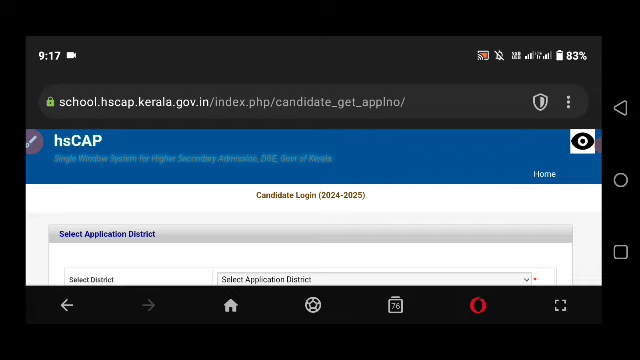 9:17
83%
school.hscap.kerala.gov.in/index.php/candidate_get_applno/
hsCAP
Single Window System for Higher Secondary Admission, DSE, Govt of Kerala
Home
Candidate Login (2024-2025)
Select Application District
Select District
Select Application District
*
76